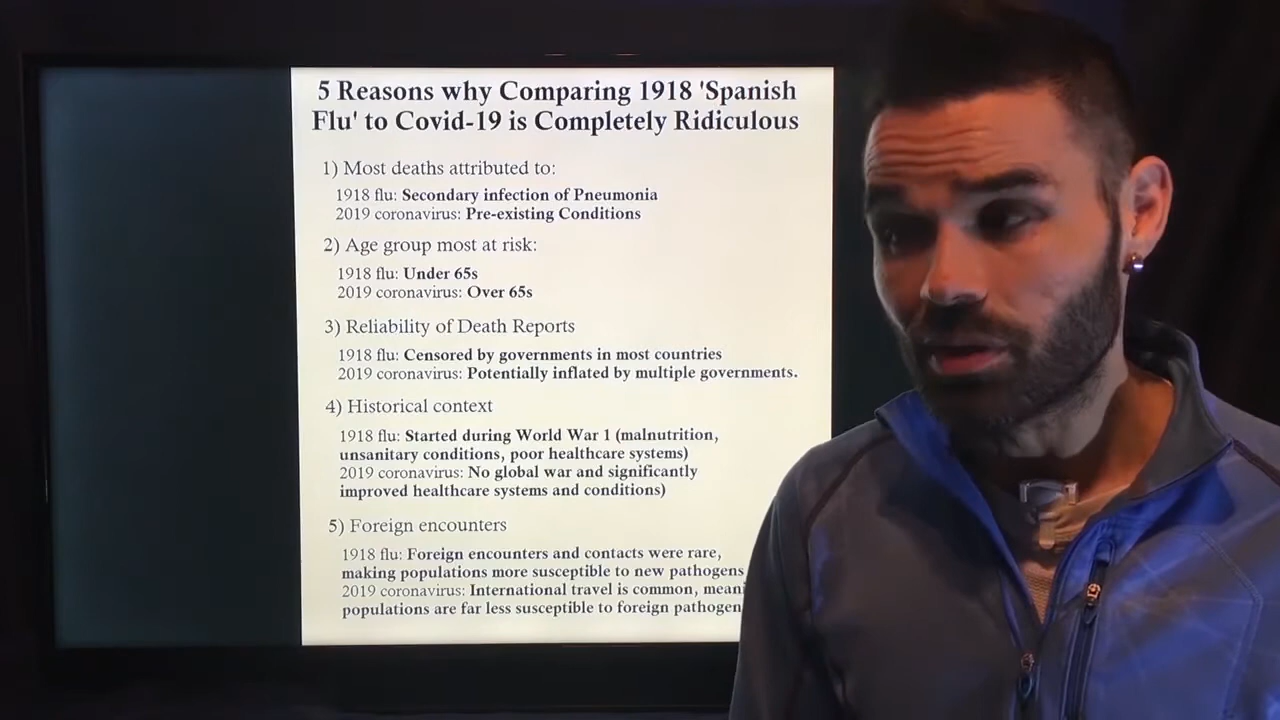 5 Reasons why Comparing 1918 'Spanish
Flu' to Covid-19 is Completely Ridiculous
1) Most deaths attributed to:
1918 flu: Secondary infection of Pneumonia
2019 coronavirus: Pre-existing Conditions
2) Age group most at risk:
1918 flu: Under 65s
2019 coronavirus: Over 65s
3) Reliability of Death Reports
1918 flu: Censored by governments in most countries
2019 coronavirus: Potentially inflated by multiple governments.
4) Historical context
1918 flu: Started during World War 1 (malnutrition,
unsanitary conditions, poor healthcare systems)
2019 coronavirus: No global war and significantly
improved healthcare systems and conditions)
5) Foreign encounters
1918 flu: Foreign encounters and contacts were rare,
making populations more susceptible to new pathogens
2019 coronavirus: International travel is common,
populations are far less susceptible to foreign